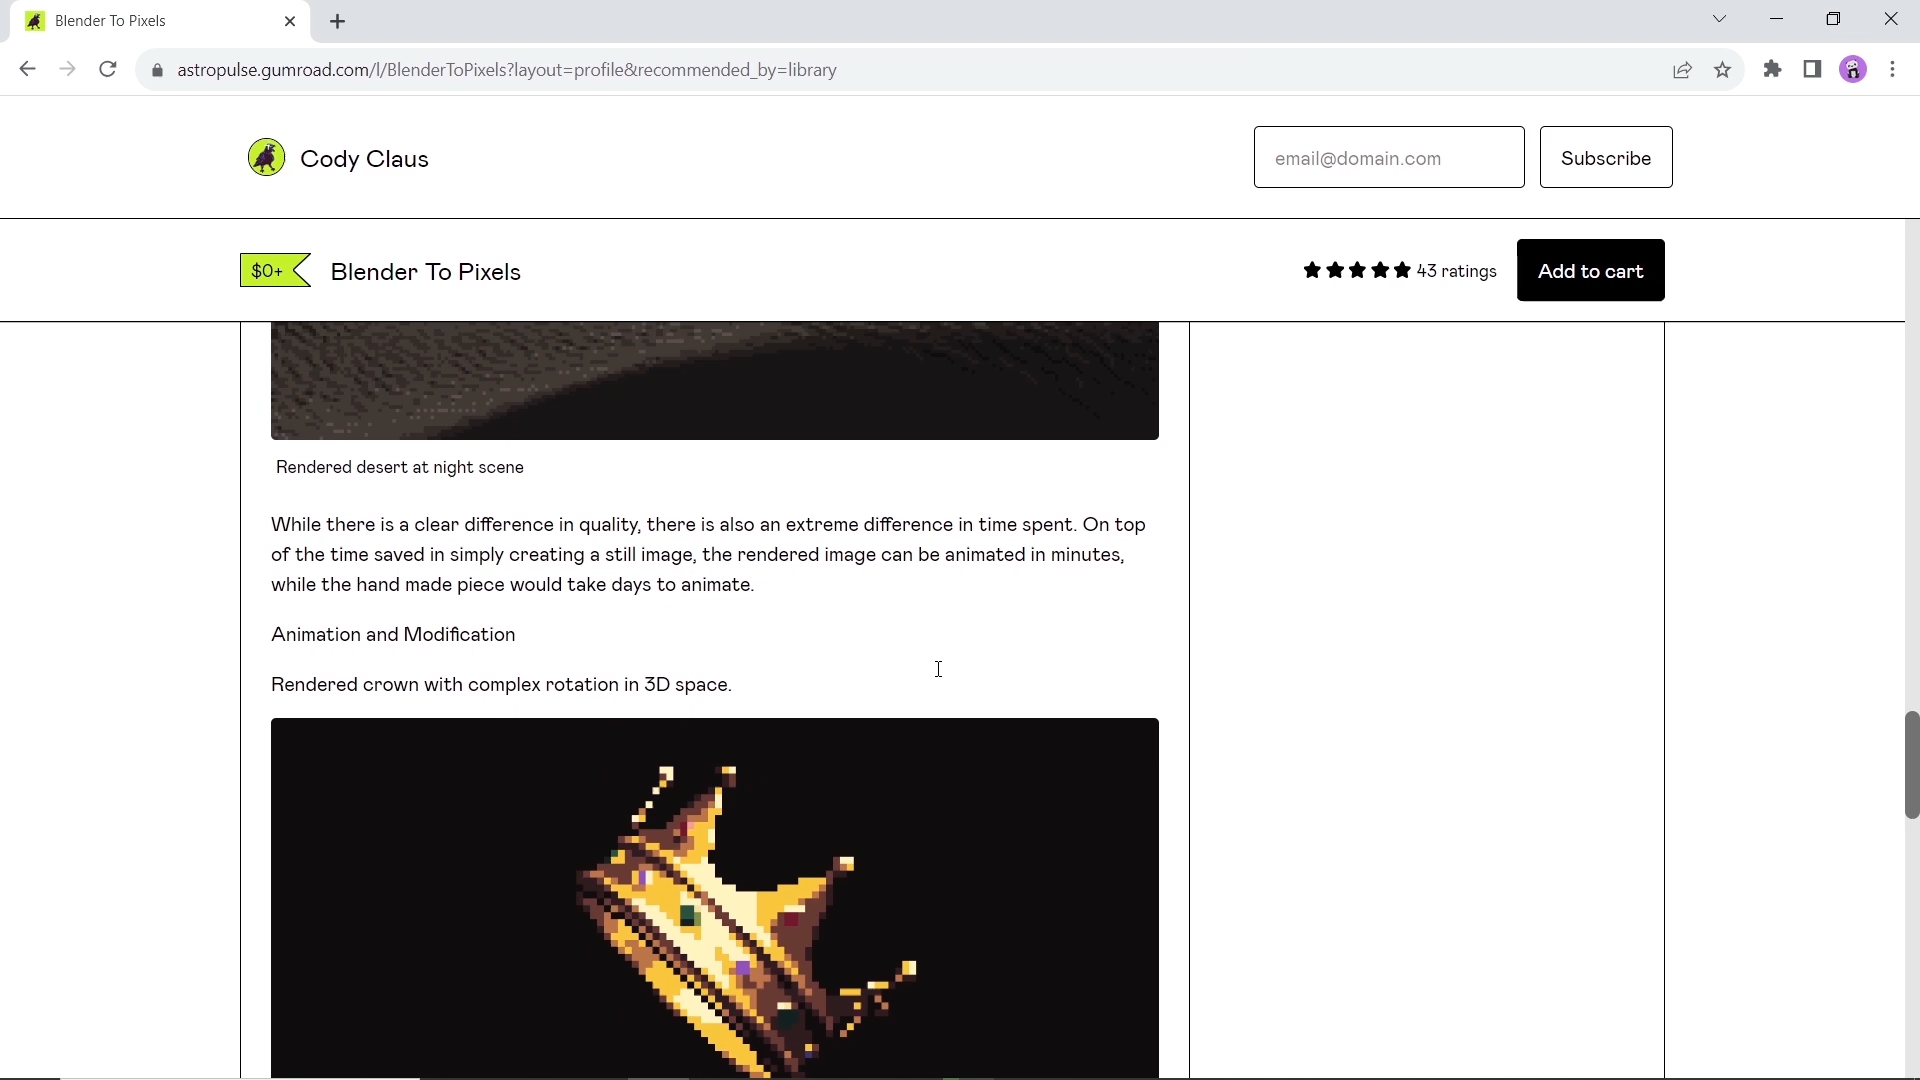 Blender To Pixels
astropulse.gumroad.com/l/BlenderToPixels?layout=profile&recommended_by=library
Cody Claus
email@domain.com
Subscribe
$0+
Blender To Pixels
43 ratings
Add to cart
Rendered desert at night scene
While there is a clear difference in quality, there is also an extreme difference in time spent. On top
of the time saved in simply creating a still image, the rendered image can be animated in minutes,
while the hand made piece would take days to animate.
Animation and Modification
Rendered crown with complex rotation in 3D space.